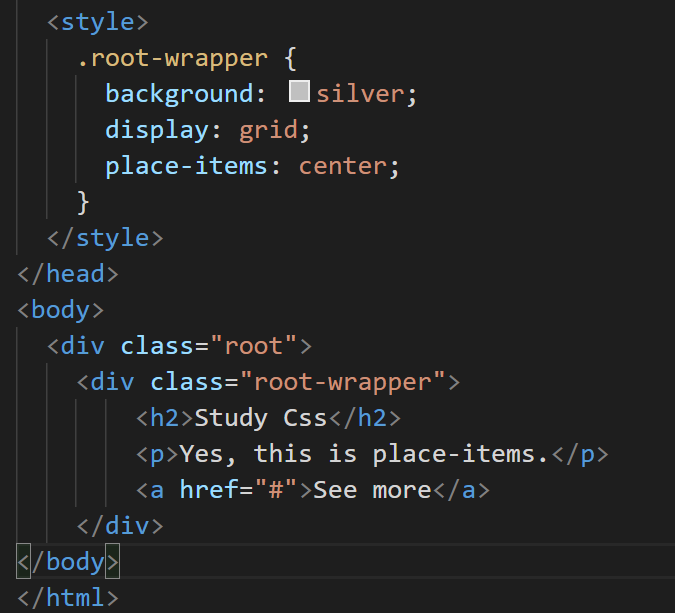 <style>
.root-wrapper {
background: silver;
display: grid;
place-items: center;
}
</style>
</head>
<body>
<div class="root">
<div class="root-wrapper">
<h2>Study Css</h2>
<p>Yes, this is place-items.</p>
<a href="#">See more</a>
</div>
</body>
</html>